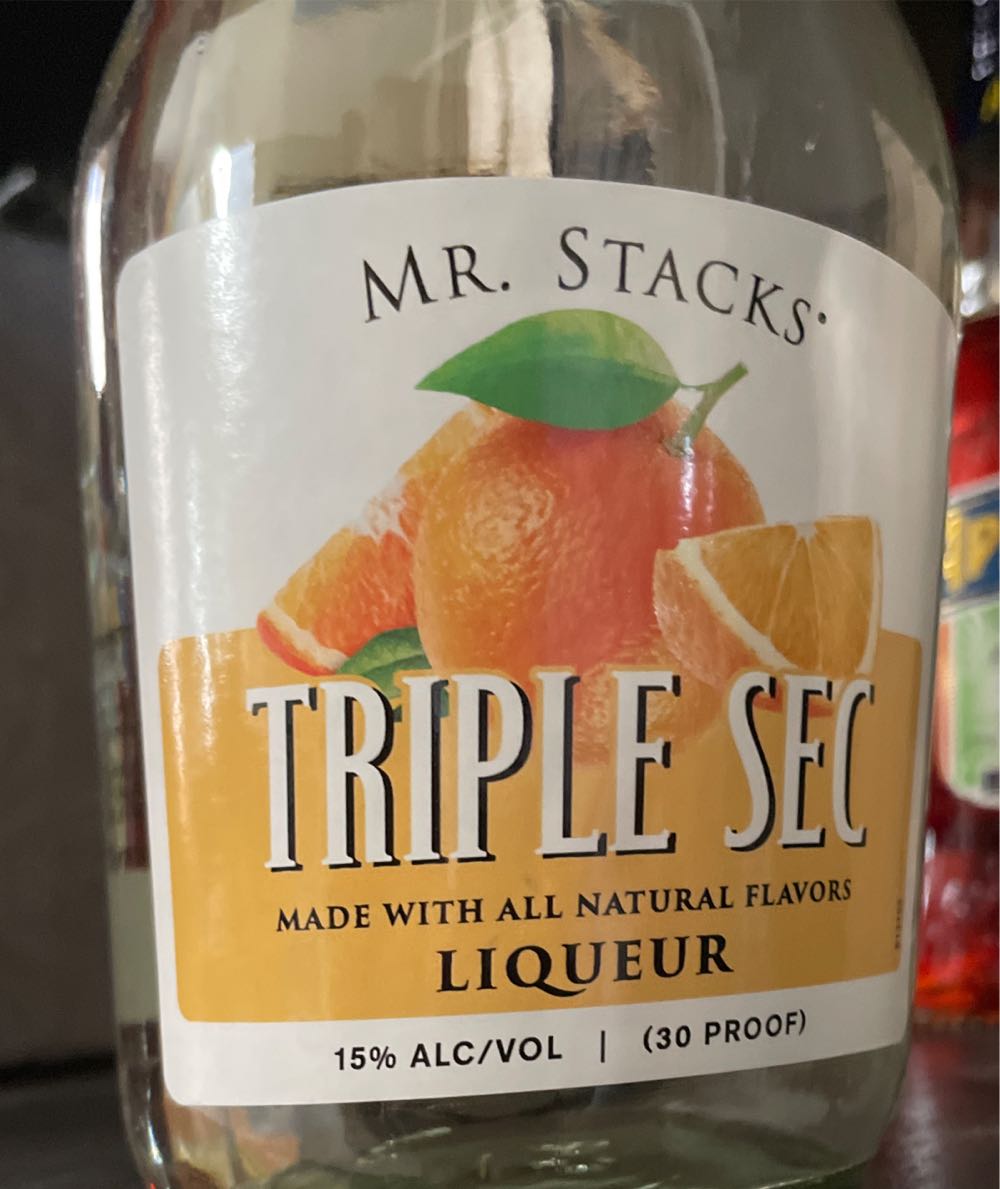 MR. STACKS
TRIPLE SEC
MADE WITH ALL NATURAL FLAVORS
LIQUEUR
15% ALC/VOL | (30 PROOF)